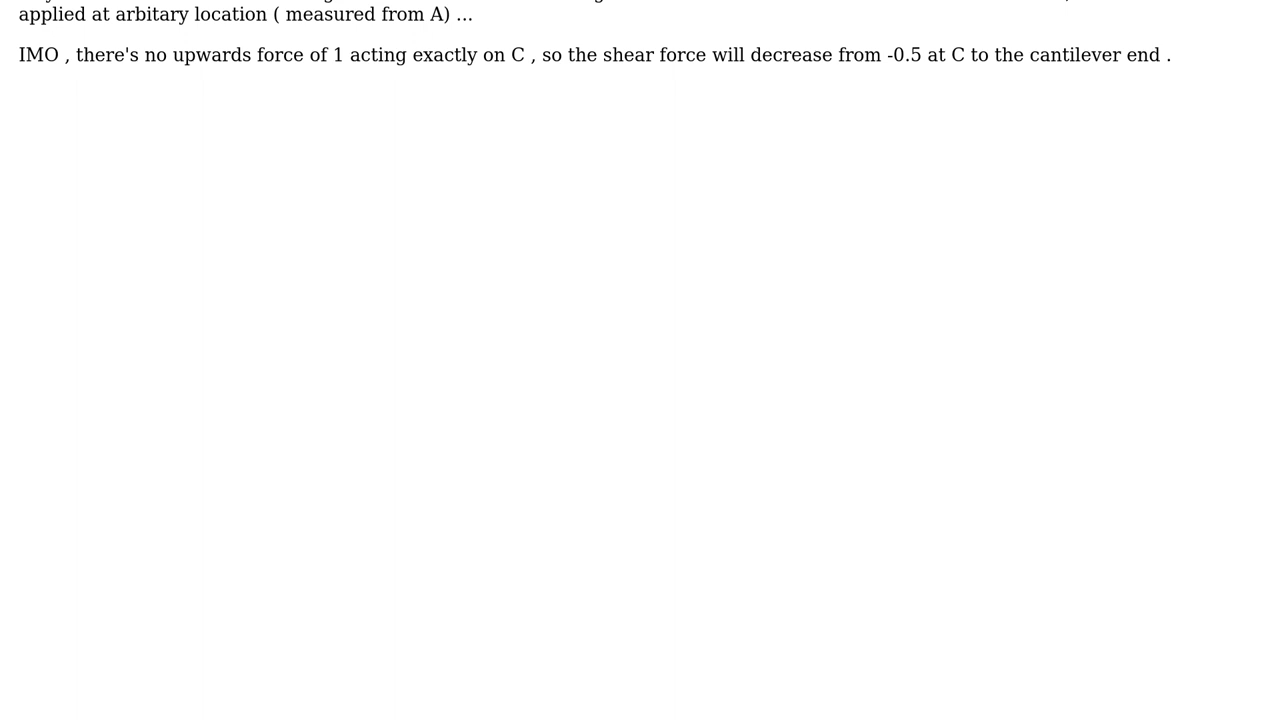 applied at arbitary location ( measured from A) ...
IMO , there's no upwards force of 1 acting exactly on C , so the shear force will decrease from -0.5 at C to the cantilever end .